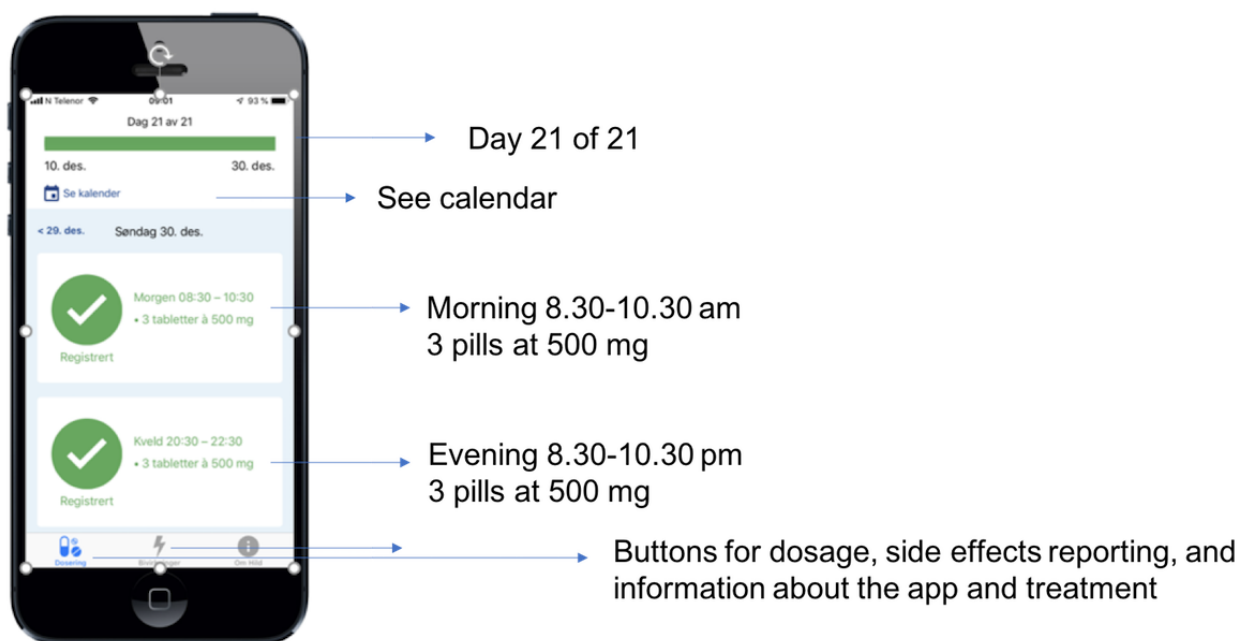 N Telenor 09:01 93 %
Dag 21 av 21
10. des. 30. des.
Se kalender
< 29. des. Søndag 30. des.
Morgen 08:30 – 10:30
• 3 tabletter à 500 mg
Registrert
Kveld 20:30 – 22:30
• 3 tabletter à 500 mg
Registrert
Dosering Om
Day 21 of 21
See calendar
Morning 8.30-10.30 am
3 pills at 500 mg
Evening 8.30-10.30 pm
3 pills at 500 mg
Buttons for dosage, side effects reporting, and
information about the app and treatment